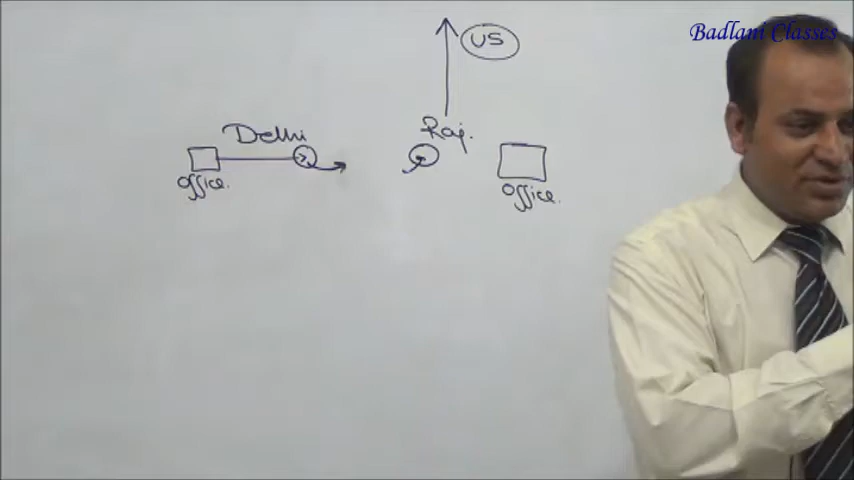 Badlani Classes
US
Delhi
Raj.
Office.
Office.